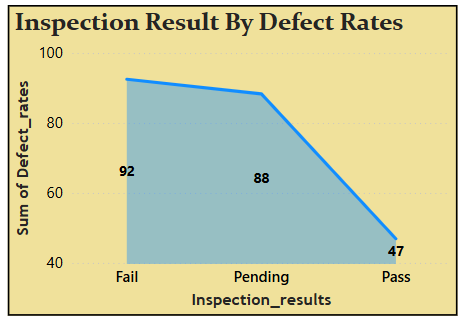 Inspection Result By Defect Rates
100
80
60
40
Sum of Defect_rates
92
88
47
Fail Pending Pass
Inspection_results